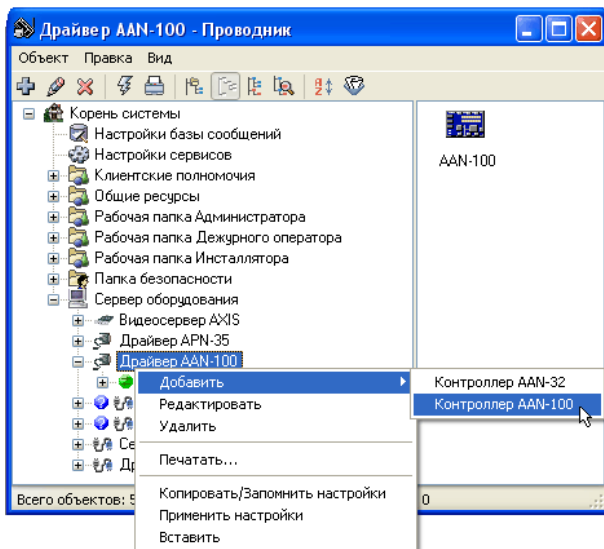 Драйвер AAN-100 - Проводник
Объект Правка Вид
Корень системы
Настройки базы сообщений
Настройки сервисов
Клиентские полномочия
Общие ресурсы
Рабочая папка Администратора
Рабочая папка Дежурного оператора
Рабочая папка Инсталлятора
Папка безопасности
Сервер оборудования
Видеосервер AXIS
Драйвер APN-35
Драйвер AAN-100
AAN-100
Добавить
Редактировать
Удалить
Печатать...
Копировать/Запомнить настройки
Применить настройки
Вставить
Контроллер AAN-32
Контроллер AAN-100
Се
Др
Всего объектов: 5
0